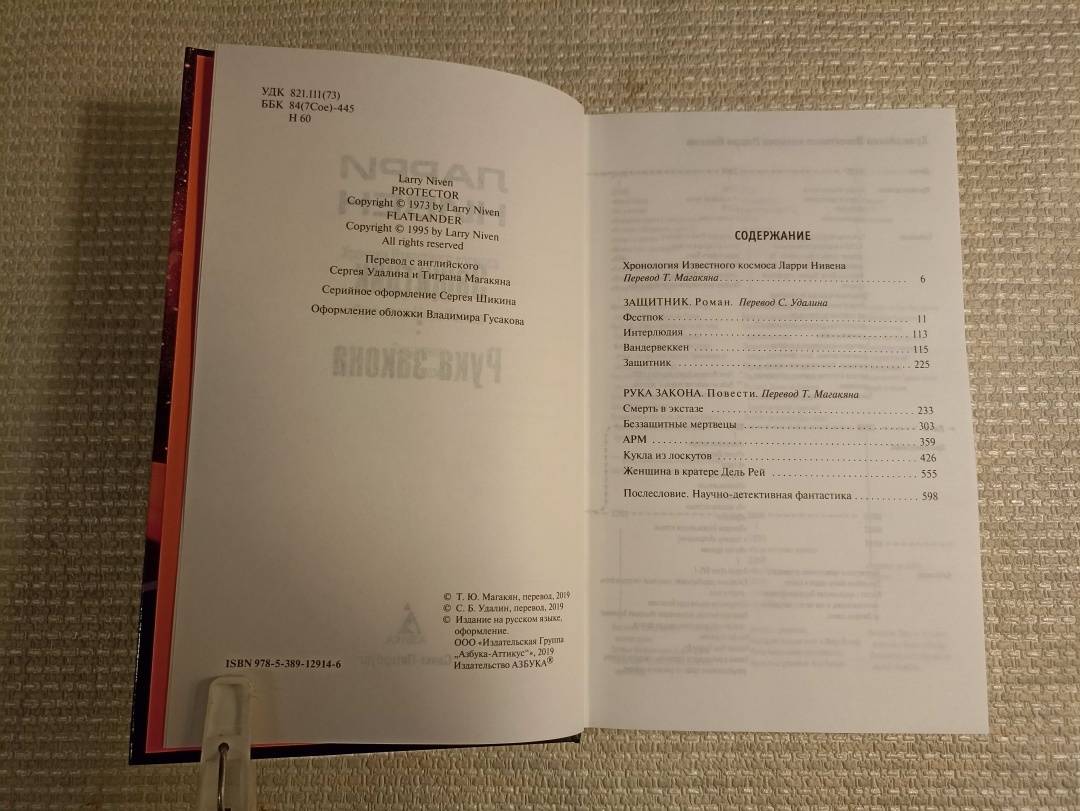 УДК 821.111(73)
ББК 84(7Сое)-445
Н 60
Larry Niven
PROTECTOR
Copyright © 1973 by Larry Niven
FLATLANDER
Copyright © 1995 by Larry Niven
All rights reserved
Перевод с английского
Сергея Удалина и Тиграна Магакяна
Серийное оформление Сергея Шикина
Оформление обложки Владимира Гусакова
© Т. Ю. Магакян, перевод, 2019
© С. Б. Удалин, перевод, 2019
© Издание на русском языке,
оформление.
ООО «Издательская Группа
„Азбука-Аттикус“», 2019
Издательство АЗБУКА®
ISBN 978-5-389-12914-6
СОДЕРЖАНИЕ
Хронология Известного космоса Ларри Нивена
Перевод Т. Магакяна 6
ЗАЩИТНИК. Роман. Перевод С. Удалина
Фсстпок 11
Интерлюдия 113
Вандервеккен 115
Защитник 225
РУКА ЗАКОНА. Повести. Перевод Т. Магакяна
Смерть в экстазе 233
Беззащитные мертвецы 303
АРМ 359
Кукла из лоскутов 426
Женщина в кратере Дель Рей 555
Послесловие. Научно-детективная фантастика 598